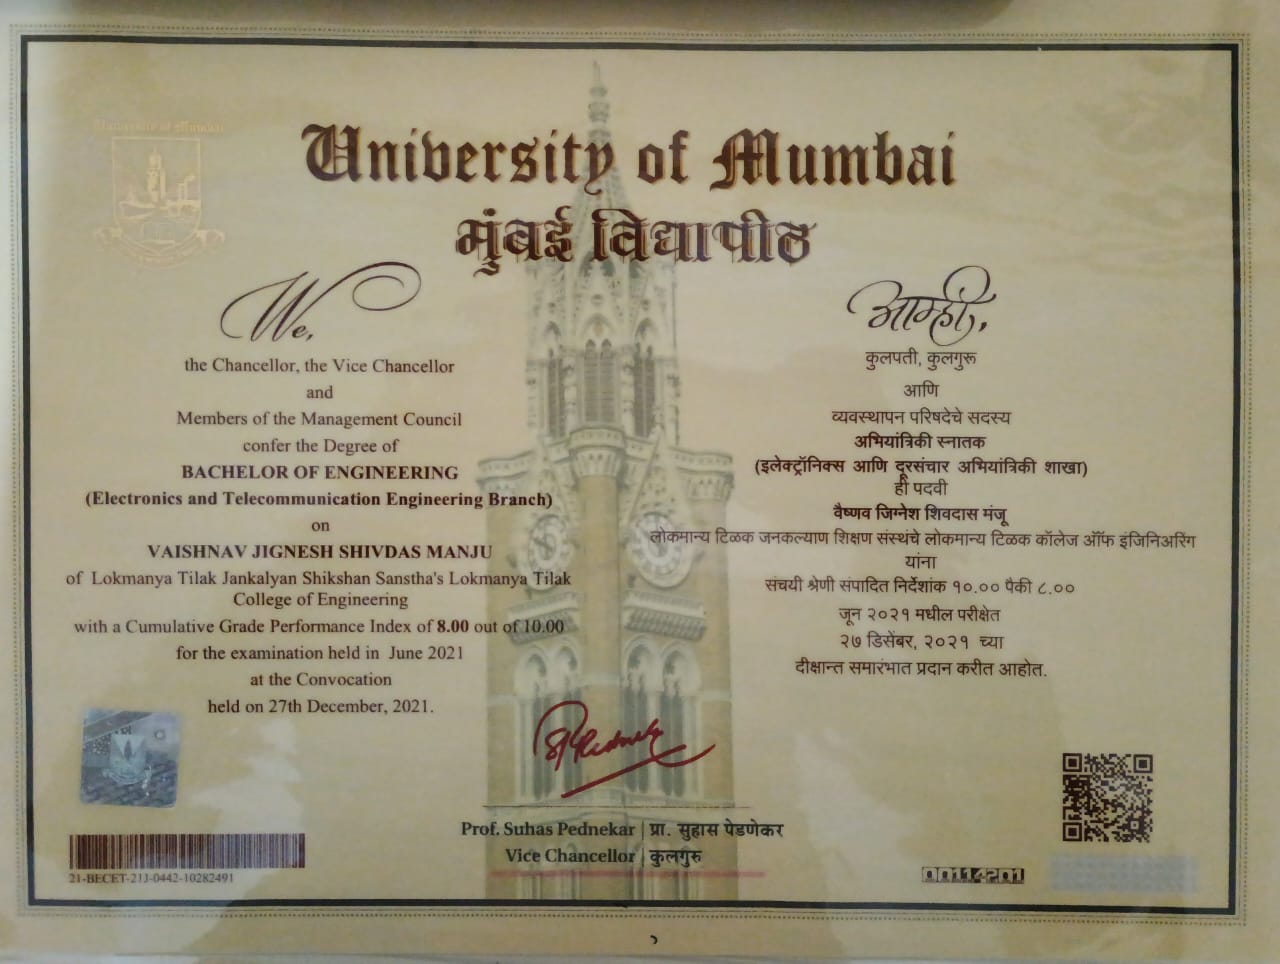 University of Mumbai
University of Mumbai
मुंबई विद्यापीठ
We,
the Chancellor, the Vice Chancellor
and
Members of the Management Council
confer the Degree of
BACHELOR OF ENGINEERING
(Electronics and Telecommunication Engineering Branch)
on
VAISHNAV JIGNESH SHIVDAS MANJU
of Lokmanya Tilak Jankalyan Shikshan Sanstha's Lokmanya Tilak
College of Engineering
with a Cumulative Grade Performance Index of 8.00 out of 10.00
for the examination held in June 2021
at the Convocation
held on 27th December, 2021.
आम्ही,
कुलपती, कुलगुरू
आणि
व्यवस्थापन परिषदेचे सदस्य
अभियांत्रिकी स्नातक
(इलेक्ट्रॉनिक्स आणि दूरसंचार अभियांत्रिकी शाखा)
ही पदवी
वैष्णव जिग्नेश शिवदास मंजू
लोकमान्य टिळक जनकल्याण शिक्षण संस्थंचे लोकमान्य टिळक कॉलेज ऑफ इंजिनिअरिंग
यांना
संचयी श्रेणी संपादित निर्देशांक १०.०० पैकी ८.००
जून २०२१ मधील परीक्षेत
२७ डिसेंबर, २०२१ च्या
दीक्षान्त समारंभात प्रदान करीत आहोत.
Prof. Suhas Pednekar | प्रा. सुहास पेडणेकर
Vice Chancellor | कुलगुरु
21-BECET-21J-0442-10282491
00114201